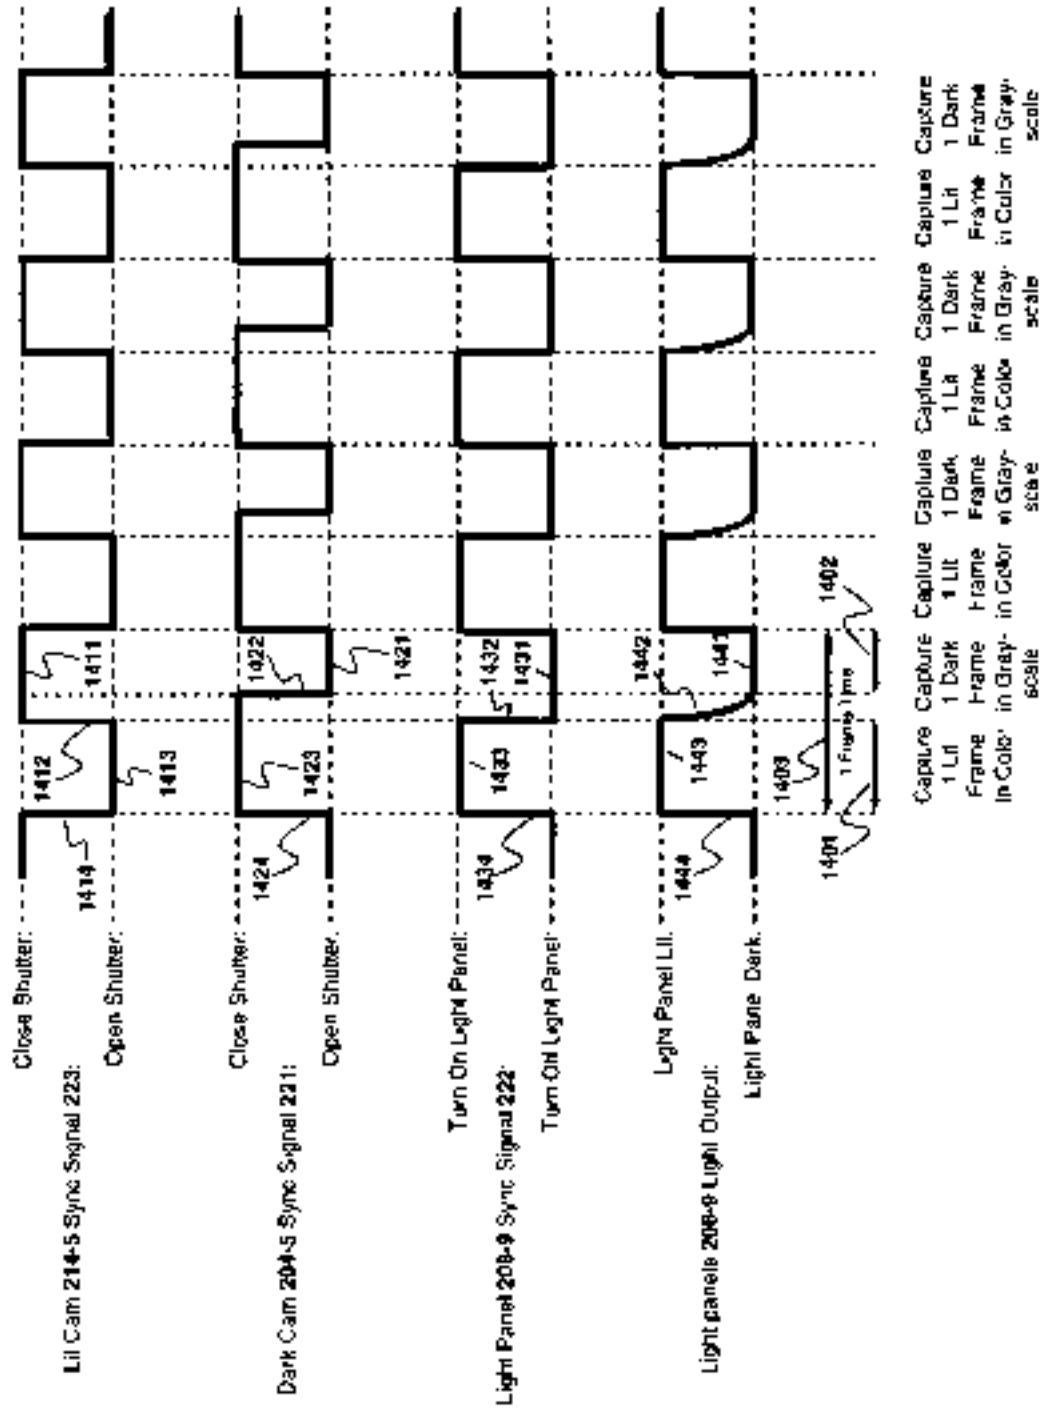 Lit Cam 214-5 Sync Signal 223:
Close Shutter:
Open Shutter:
1414
1412
1413
1411
Dark Cam 204-5 Sync Signal 221:
Close Shutter:
Open Shutter:
1424
1423
1422
1421
Light Panel 208-9 Sync Signal 222:
Turn On Light Panel:
Turn Off Light Panel:
1434
1433
1432
1431
Light panels 208-9 Light Output:
Light Panel Lit:
Light Panel Dark:
1444
1443
1442
1441
1403
1 Frame Time
1401
1402
Capture
1 Lit
Frame
in Color
Capture
1 Dark
Frame
in Gray-
scale
Capture
1 Lit
Frame
in Color
Capture
1 Dark
Frame
in Gray-
scale
Capture
1 Lit
Frame
in Color
Capture
1 Dark
Frame
in Gray-
scale
Capture
1 Lit
Frame
in Color
Capture
1 Dark
Frame
in Gray-
scale